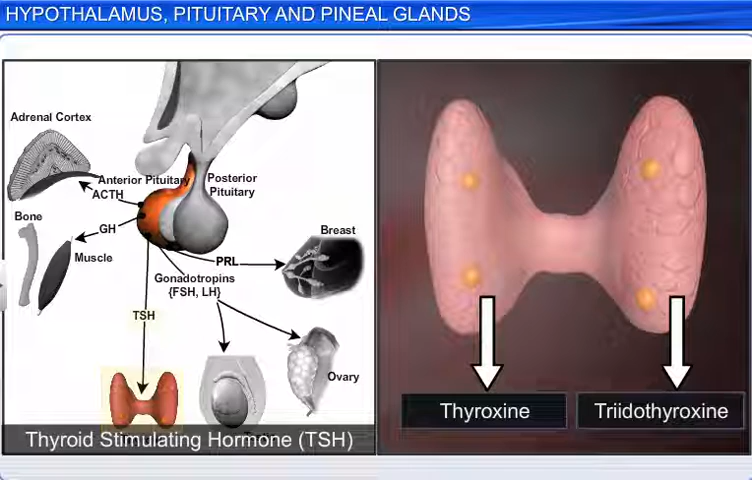 HYPOTHALAMUS, PITUITARY AND PINEAL GLANDS
Adrenal Cortex
Anterior Pituitary
Posterior
Pituitary
ACTH
Bone
GH
Muscle
Breast
PRL
Gonadotropins
{FSH, LH}
TSH
Ovary
Thyroid Stimulating Hormone (TSH)
Thyroxine
Triidothyroxine